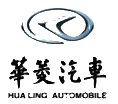 華菱汽車
HUA LING AUTOMOBILE